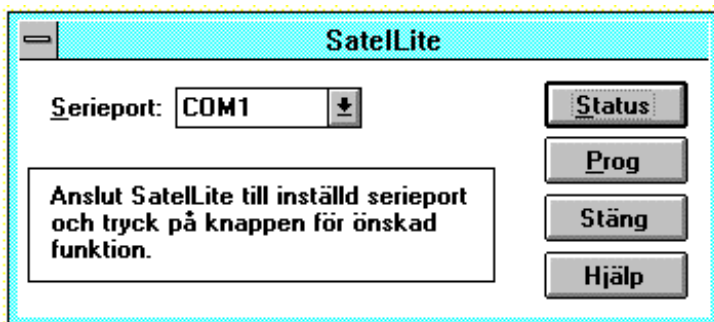 SatelLite
Serieport: COM1
Status
Prog
Anslut SatelLite till inställd serieport
och tryck på knappen för önskad
funktion.
Stäng
Hjälp